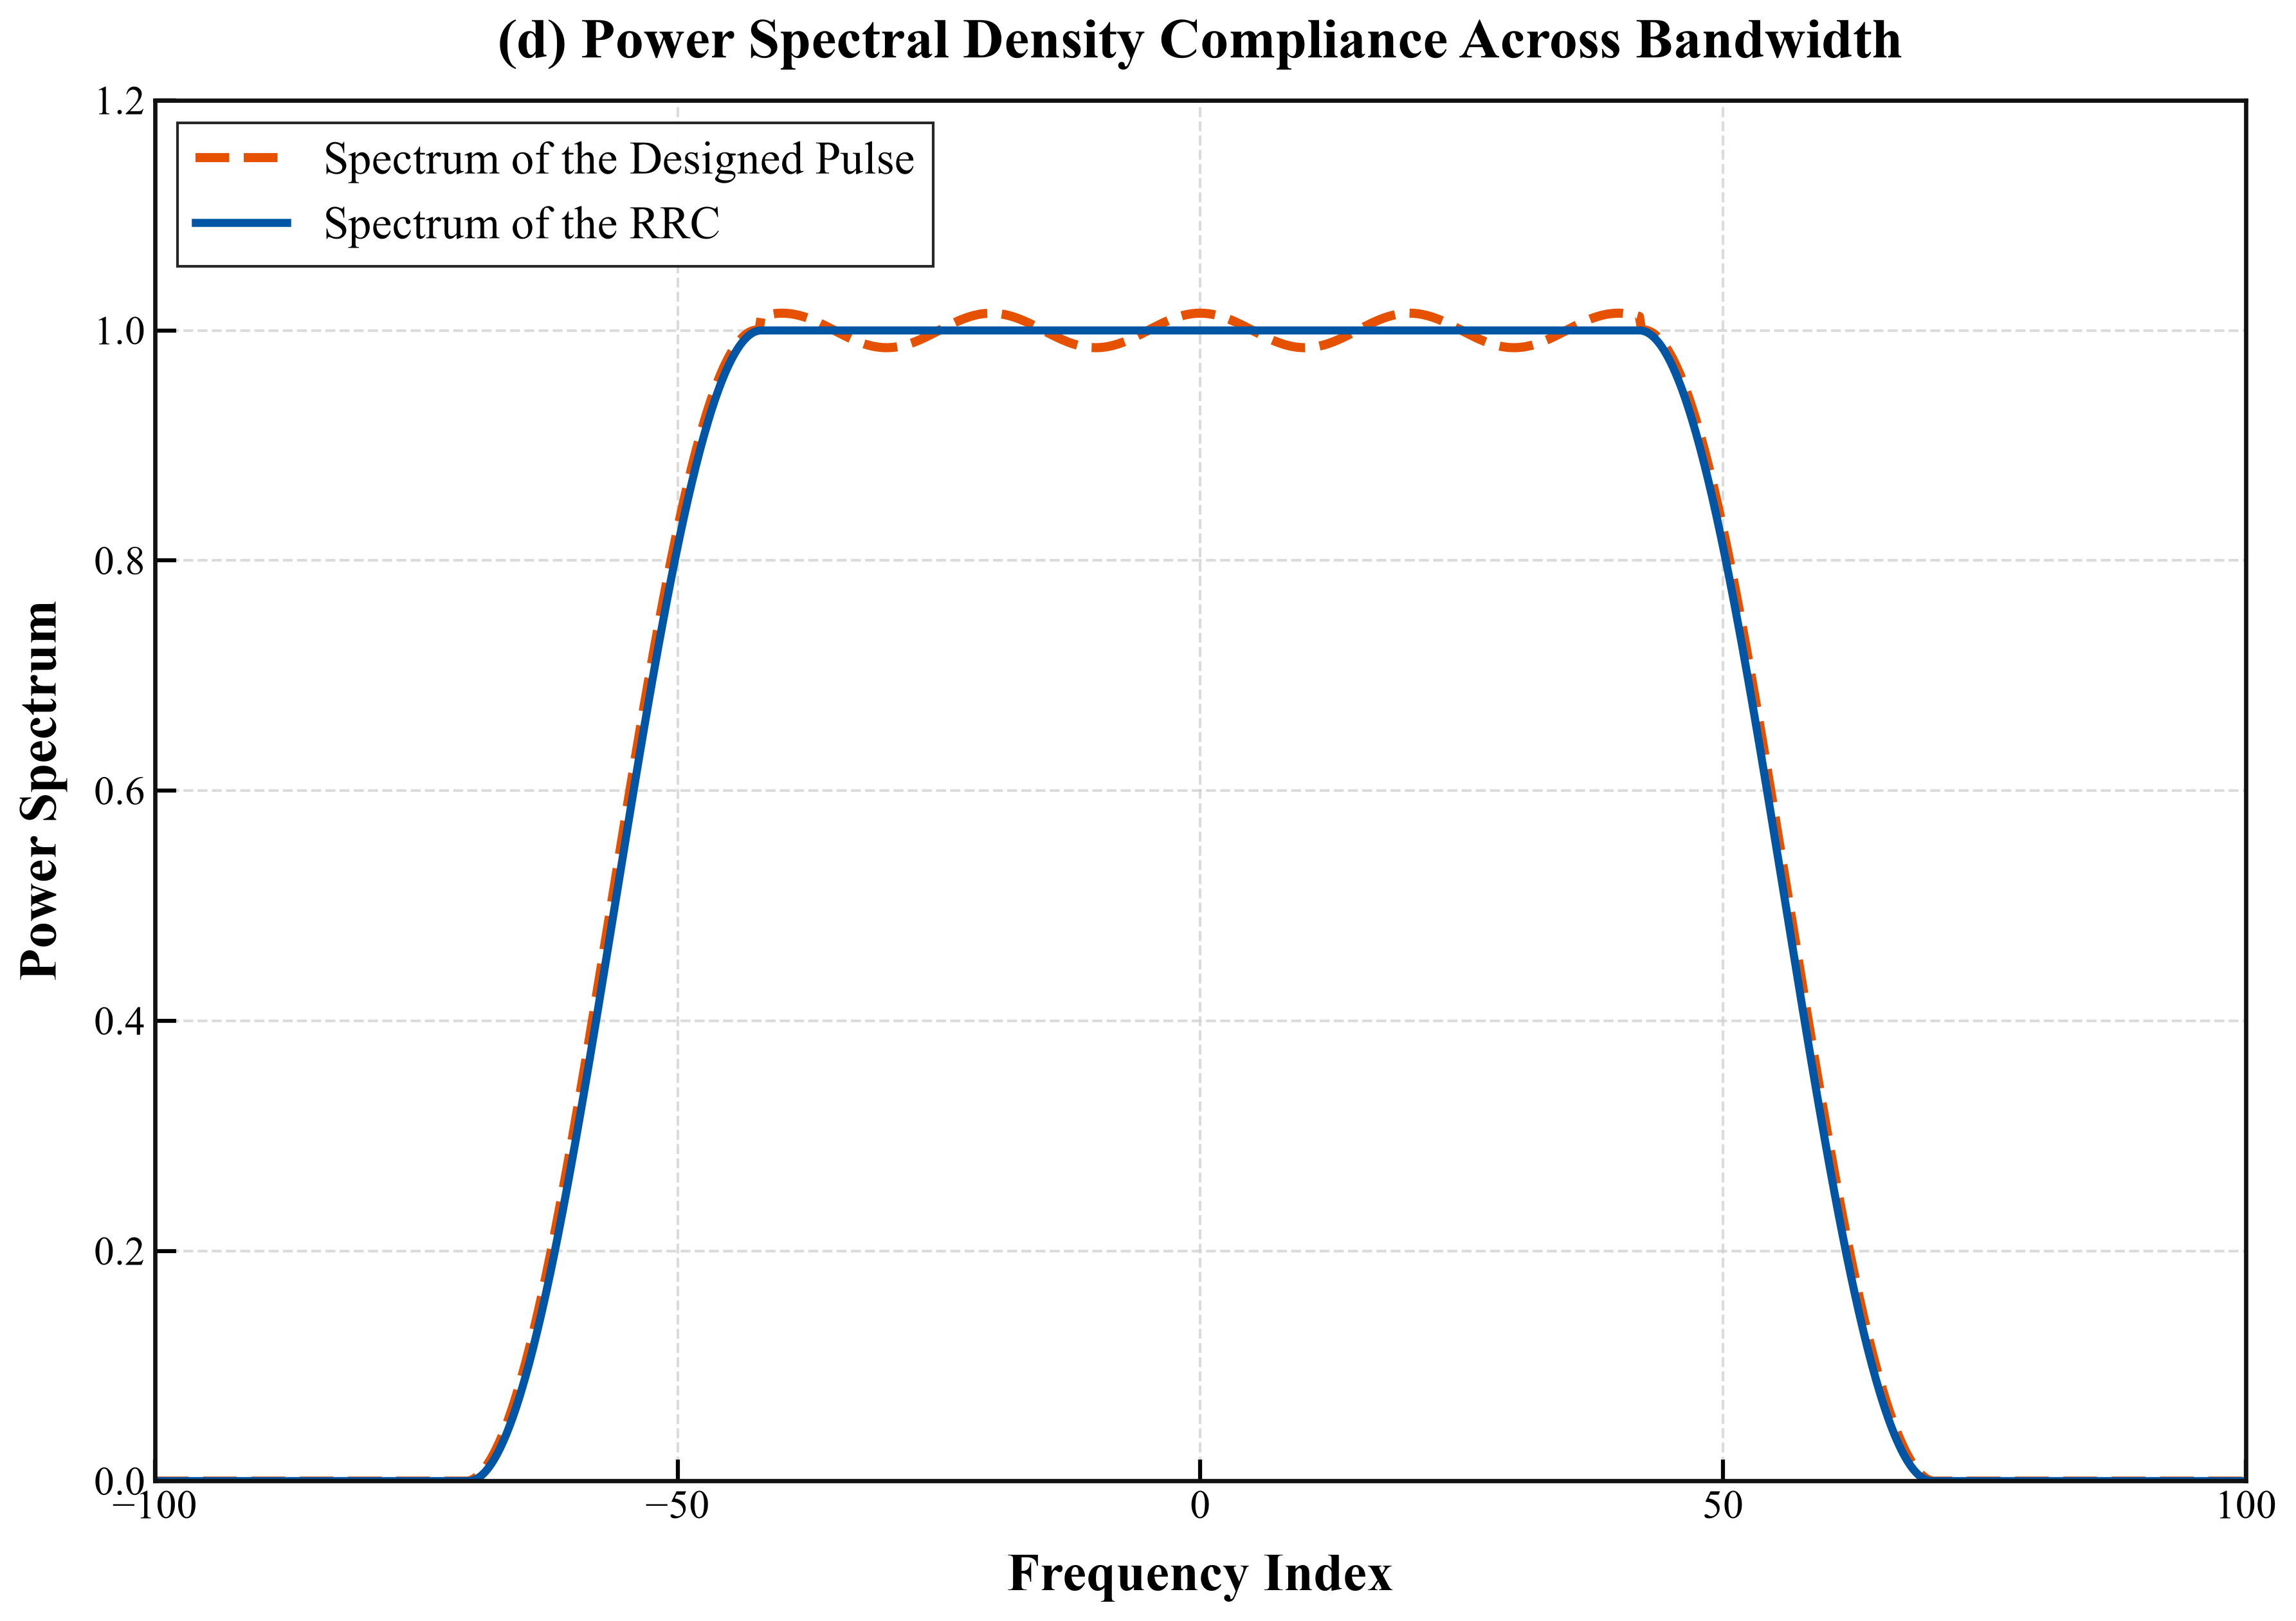 (d) Power Spectral Density Compliance Across Bandwidth
1.2
Spectrum of the Designed Pulse
Spectrum of the RRC
1.0
0.8
0.6
0.4
0.2
0.0
Power Spectrum
−100
−50
0
50
100
Frequency Index